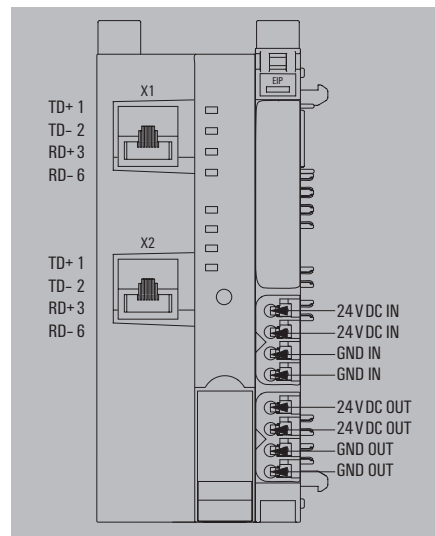 EIP
X1
TD+ 1
TD– 2
RD+ 3
RD– 6
X2
TD+ 1
TD– 2
RD+ 3
RD– 6
24 V DC IN
24 V DC IN
GND IN
GND IN
24 V DC OUT
24 V DC OUT
GND OUT
GND OUT